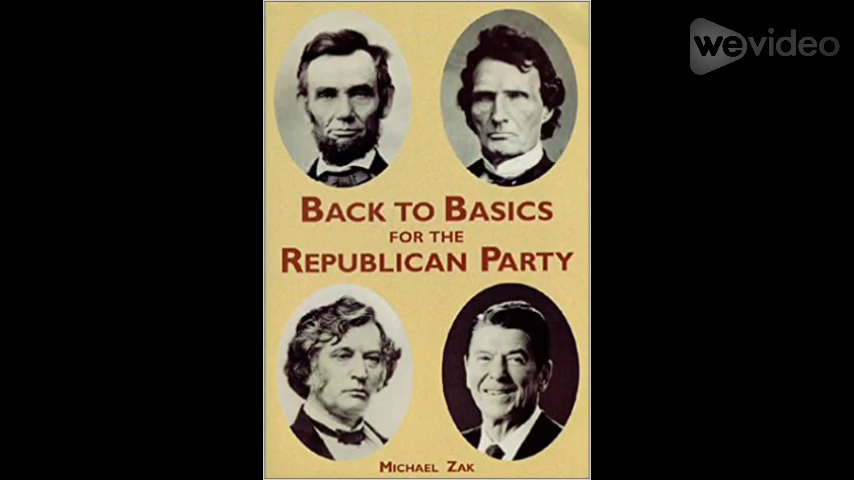 wevideo
BACK TO BASICS
FOR THE
REPUBLICAN PARTY
MICHAEL ZAK